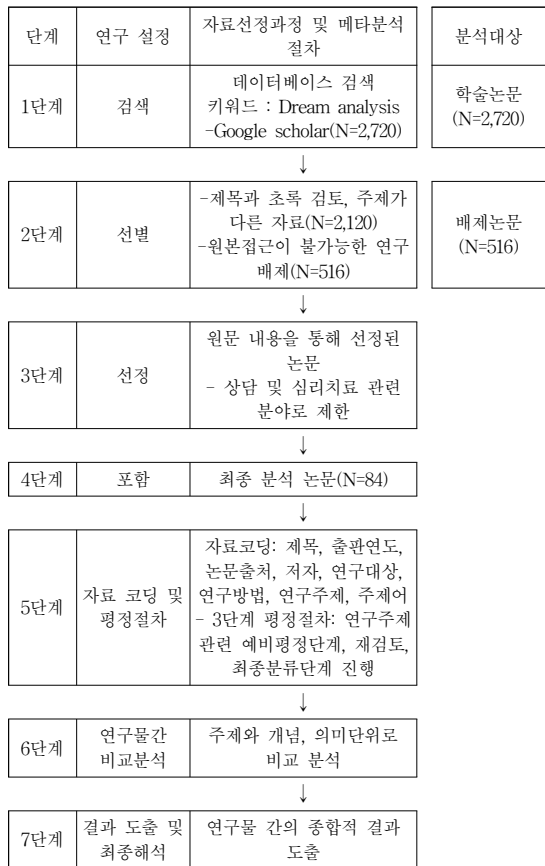 단계
연구 설정
자료선정과정 및 메타분석
절차
분석대상
1단계
검색
데이터베이스 검색
키워드 : Dream analysis
-Google scholar(N=2,720)
학술논문
(N=2,720)
↓
2단계
선별
-제목과 초록 검토, 주제가
다른 자료(N=2,120)
-원본접근이 불가능한 연구
배제(N=516)
배제논문
(N=516)
↓
3단계
선정
원문 내용을 통해 선정된
논문
- 상담 및 심리치료 관련
분야로 제한
↓
4단계
포함
최종 분석 논문(N=84)
↓
5단계
자료 코딩 및
평정절차
자료코딩: 제목, 출판연도,
논문출처, 저자, 연구대상,
연구방법, 연구주제, 주제어
- 3단계 평정절차: 연구주제
관련 예비평정단계, 재검토,
최종분류단계 진행
↓
6단계
연구물간
비교분석
주제와 개념, 의미단위로
비교 분석
↓
7단계
결과 도출 및
최종해석
연구물 간의 종합적 결과
도출